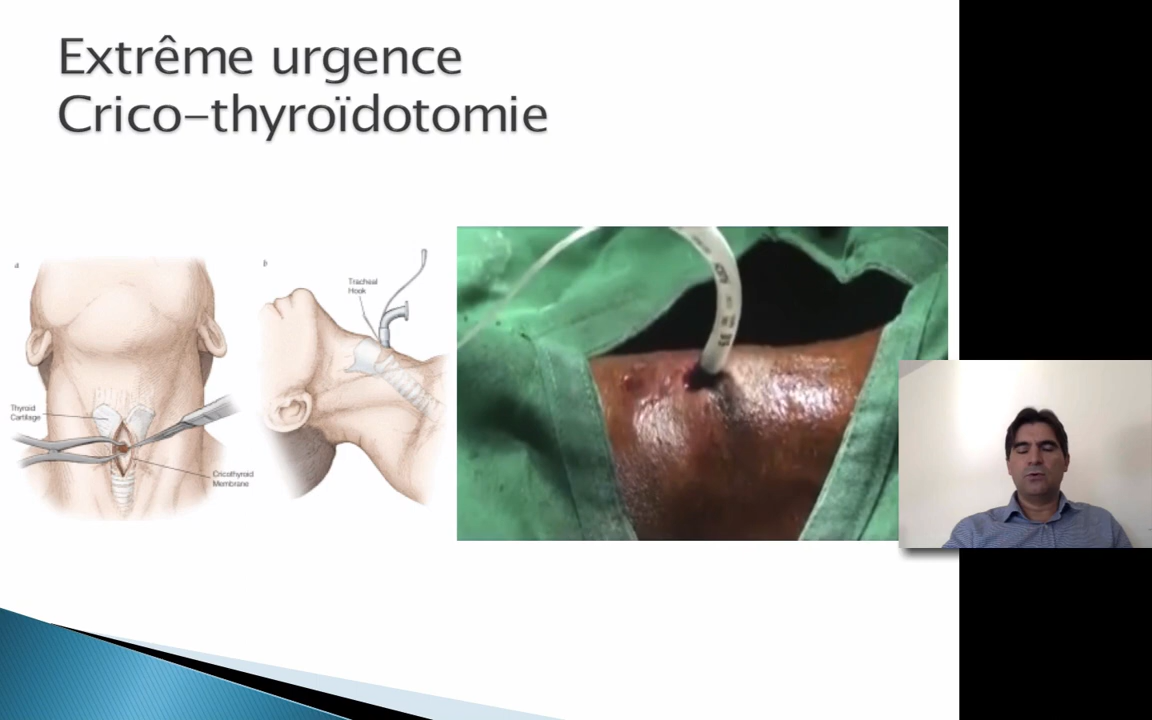 Extrême urgence
Crico-thyroïdotomie
a
Thyroid
Cartilage
Cricothyroid
Membrane
b
Tracheal
Hook